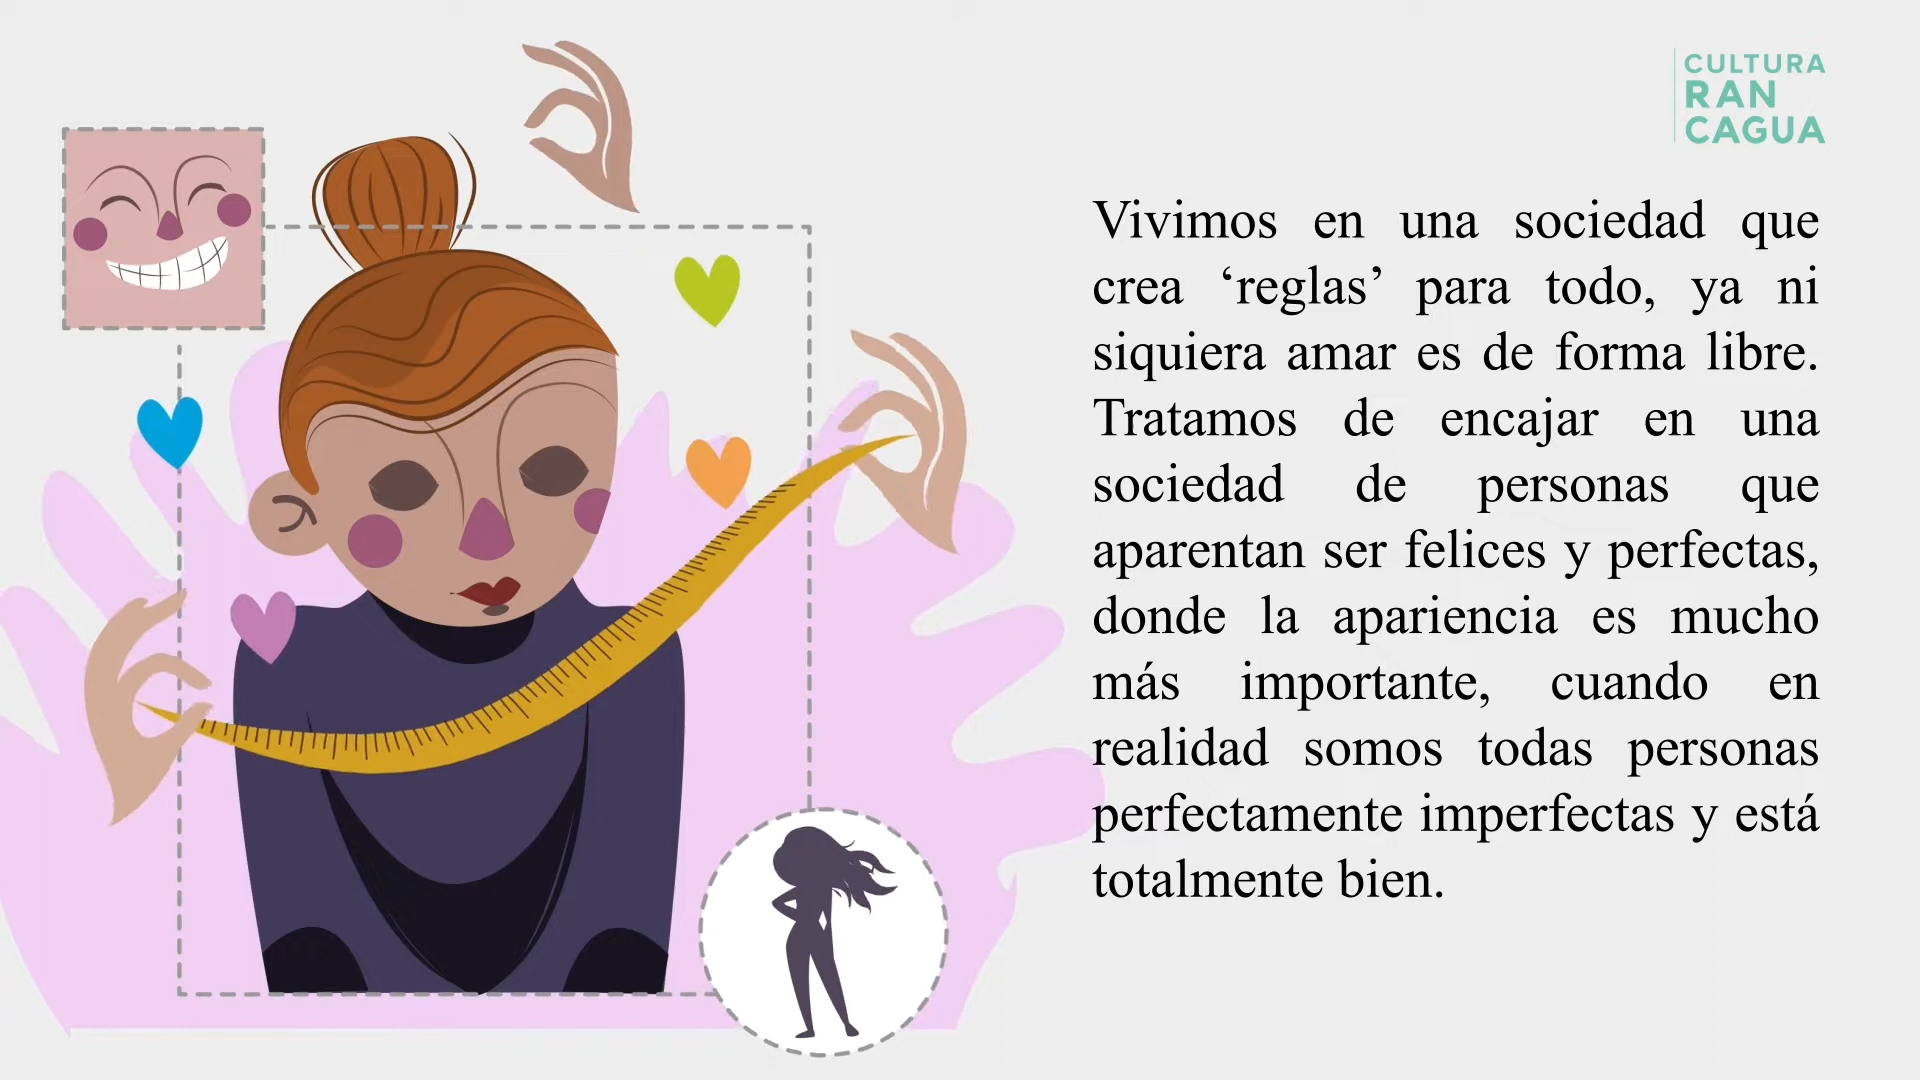 CULTURA
RAN
CAGUA
Vivimos en una sociedad que
crea ‘reglas’ para todo, ya ni
siquiera amar es de forma libre.
Tratamos de encajar en una
sociedad de personas que
aparentan ser felices y perfectas,
donde la apariencia es mucho
más importante, cuando en
realidad somos todas personas
perfectamente imperfectas y está
totalmente bien.